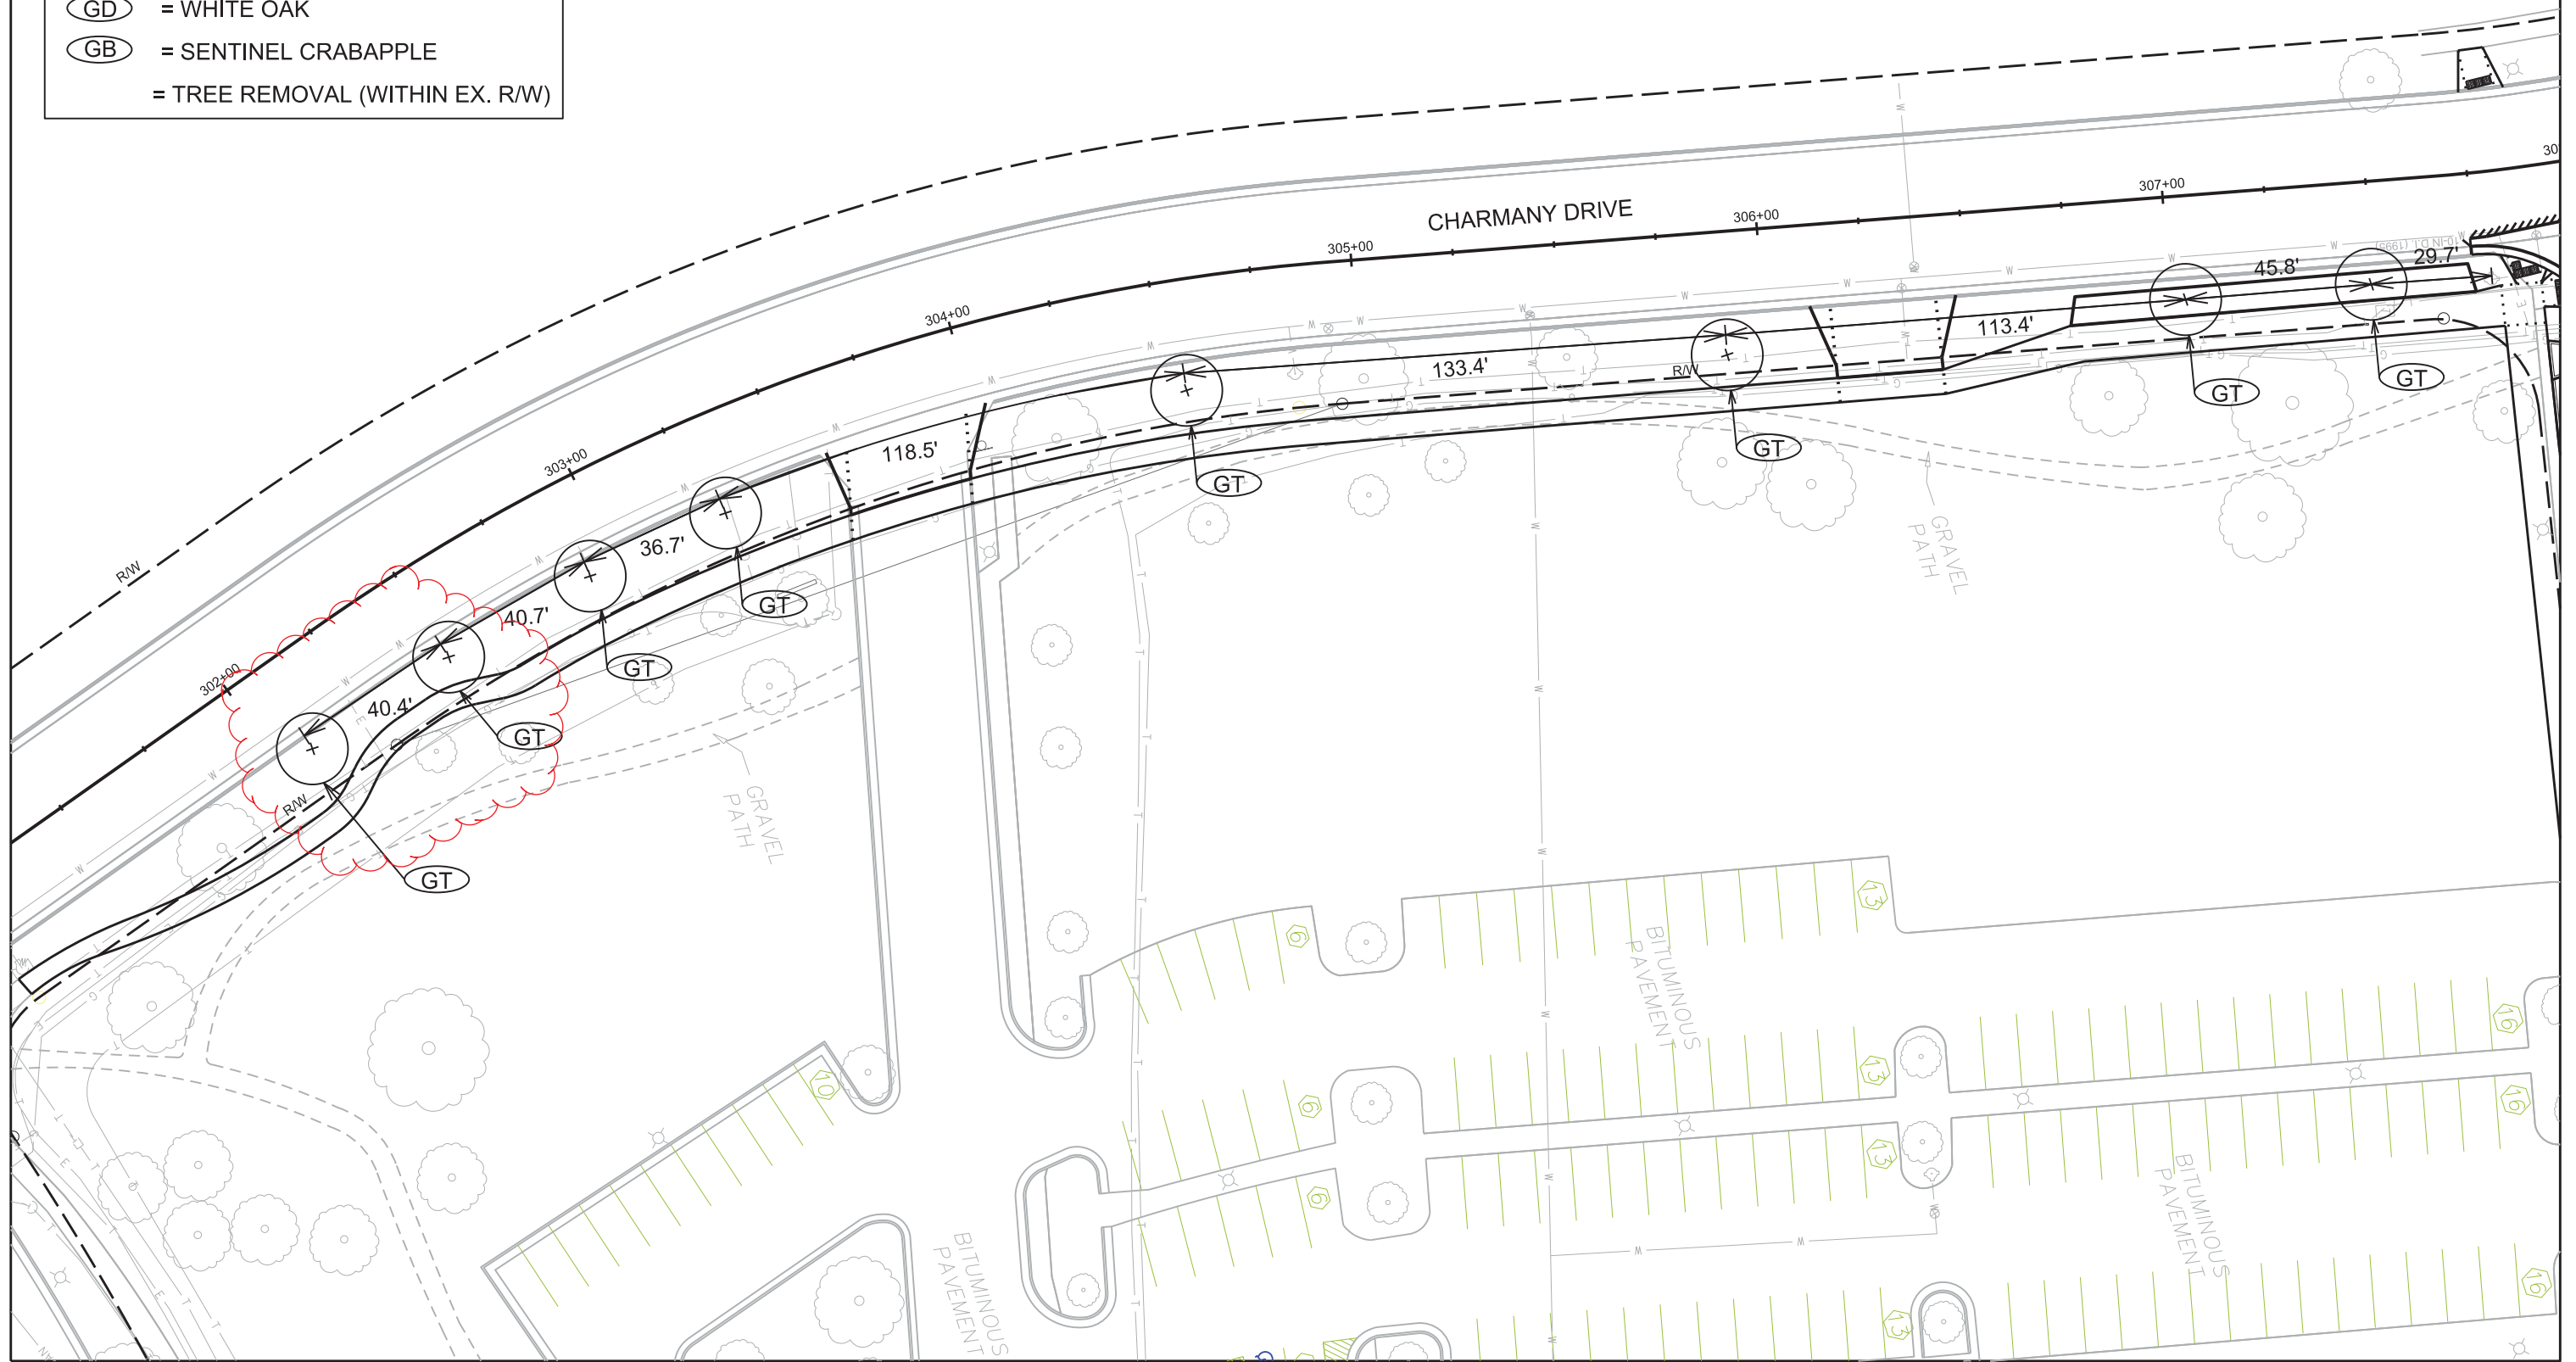 GD = WHITE OAK
GB = SENTINEL CRABAPPLE
= TREE REMOVAL (WITHIN EX. R/W)
CHARMANY DRIVE
302+00
303+00
304+00
305+00
306+00
307+00
R/W
R/W
R/W
40.4'
40.7'
36.7'
118.5'
133.4'
113.4'
45.8'
29.7'
10-IN D.I. (1995)
GT
GT
GT
GT
GT
GT
GT
GT
GRAVEL
PATH
GRAVEL
PATH
BITUMINOUS
PAVEMENT
BITUMINOUS
PAVEMENT
BITUMINOUS
PAVEMENT
6
13
10
6
13
16
6
13
16
13
16